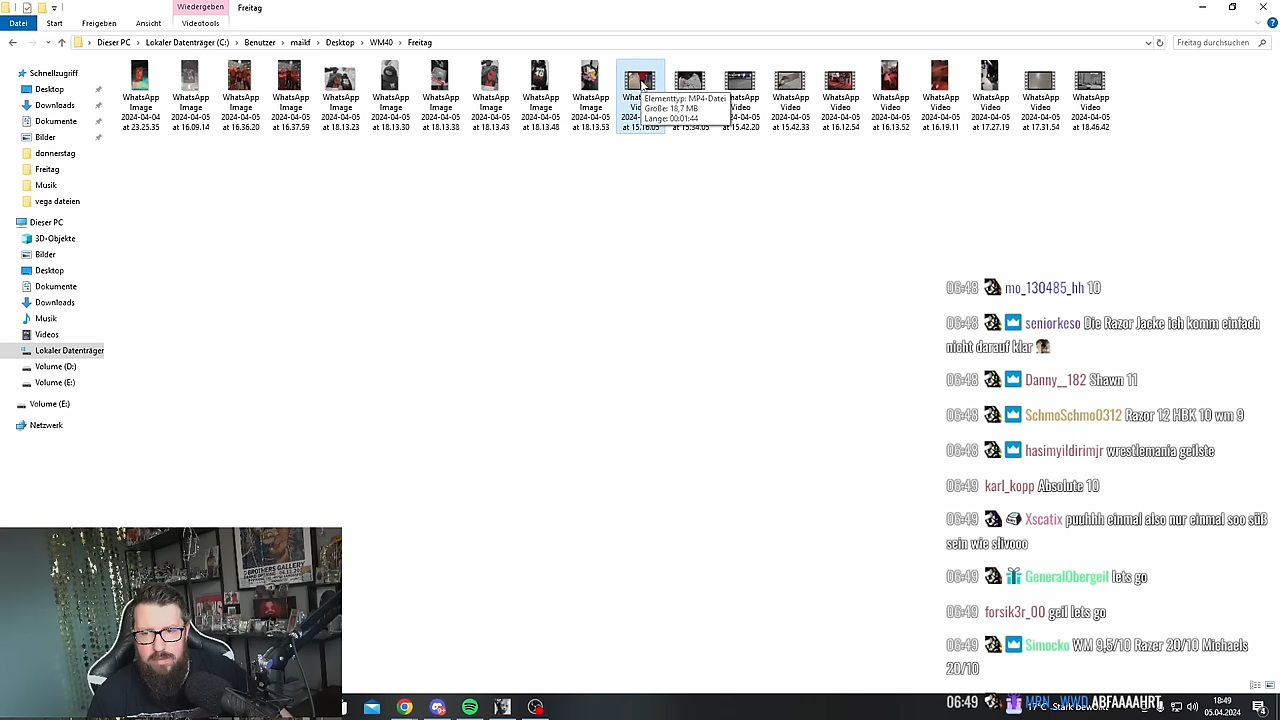 Wiedergeben
Freitag
Datei
Start
Freigeben
Ansicht
Videotools
Dieser PC
Lokaler Datenträger (C:)
Benutzer
maikf
Desktop
WM40
Freitag
Freitag durchsuchen
Schnellzugriff
Desktop
Downloads
Dokumente
Bilder
donnerstag
Freitag
Musik
vega dateien
Dieser PC
3D-Objekte
Bilder
Desktop
Dokumente
Downloads
Musik
Videos
Lokaler Datenträger
Volume (D:)
Volume (E:)
Volume (E:)
Netzwerk
WhatsApp Image 2024-04-04 at 23.25.35
WhatsApp Image 2024-04-05 at 16.09.14
WhatsApp Image 2024-04-05 at 16.36.20
WhatsApp Image 2024-04-05 at 16.37.59
WhatsApp Image 2024-04-05 at 18.13.23
WhatsApp Image 2024-04-05 at 18.13.30
WhatsApp Image 2024-04-05 at 18.13.38
WhatsApp Image 2024-04-05 at 18.13.43
WhatsApp Image 2024-04-05 at 18.13.48
WhatsApp Image 2024-04-05 at 18.13.53
Elementtyp: MP4-Datei
Größe: 18,7 MB
Länge: 00:01:44
WhatsApp Video 2024-04-05 at 15.42.33
WhatsApp Video 2024-04-05 at 16.12.54
WhatsApp Video 2024-04-05 at 16.13.52
WhatsApp Video 2024-04-05 at 16.19.11
WhatsApp Video 2024-04-05 at 17.27.19
WhatsApp Video 2024-04-05 at 17.31.54
WhatsApp Video 2024-04-05 at 18.46.42
06:48 mo_130485_hh 10
06:48 seniorkeso Die Razor Jacke ich komm einfach
nicht darauf klar
06:48 Danny__182 Shawn 11
06:48 SchmoSchmo0312 Razor 12 HBK 10 wm 9
06:48 hasimyildirimjr wrestlemania geilste
06:49 karl_kopp Absolute 10
06:49 Xscatix puuhhh einmal also nur einmal soo süß
sein wie slivooo
06:49 GeneralObergeil lets go
06:49 forsik3r_00 geil lets go
06:49 Simocko WM 9,5/10 Razer 20/10 Michaels
20/10
06:49 MBN_WWD ABFAAAHRT
BROTHERS GALLERY
18:49
05.04.2024